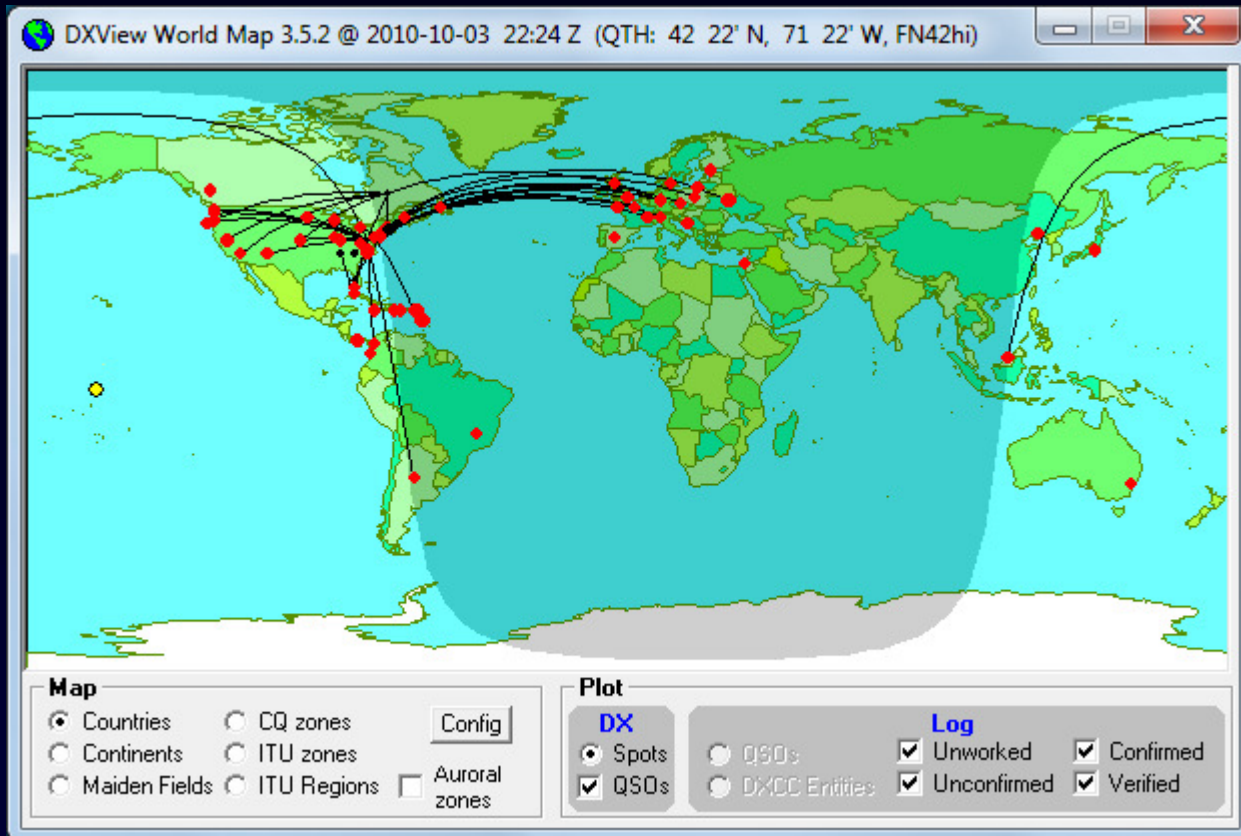 DXView World Map 3.5.2 @ 2010-10-03 22:24 Z (QTH: 42 22' N, 71 22' W, FN42hi)
Map
Countries
CQ zones
Config
Continents
ITU zones
Maiden Fields
ITU Regions
Auroral
zones
Plot
DX
Spots
QSOs
Log
QSOs
Unworked
Confirmed
DXCC Entities
Unconfirmed
Verified